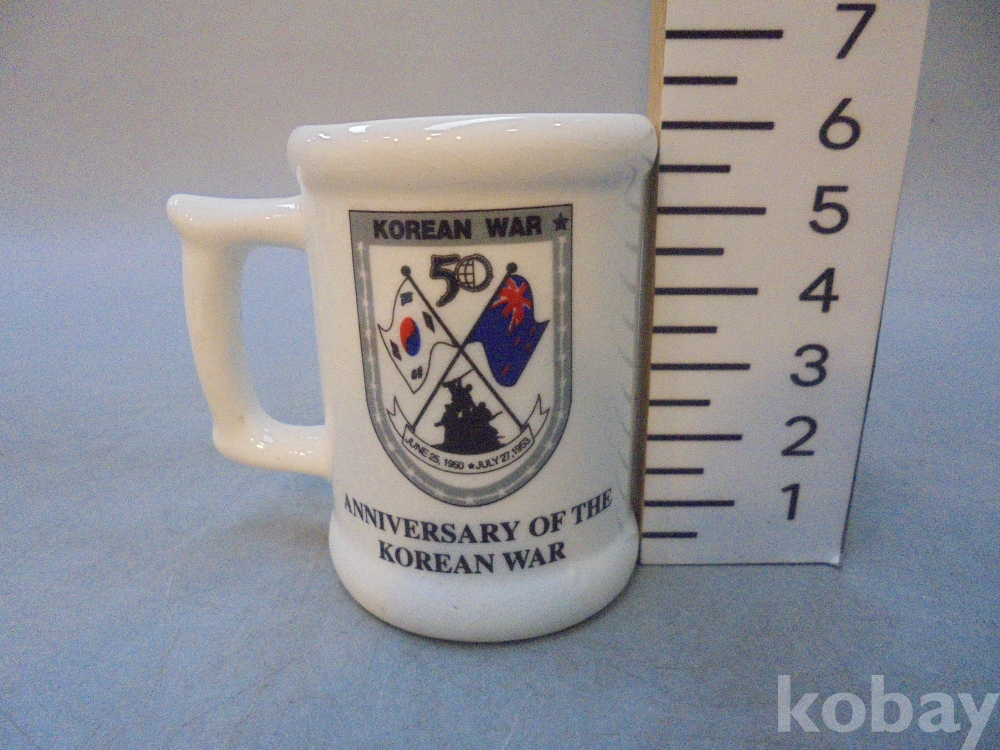 KOREAN WAR
50
JUNE 25, 1950 ★ JULY 27, 1953
ANNIVERSARY OF THE
KOREAN WAR
7
6
5
4
3
2
1
kobay